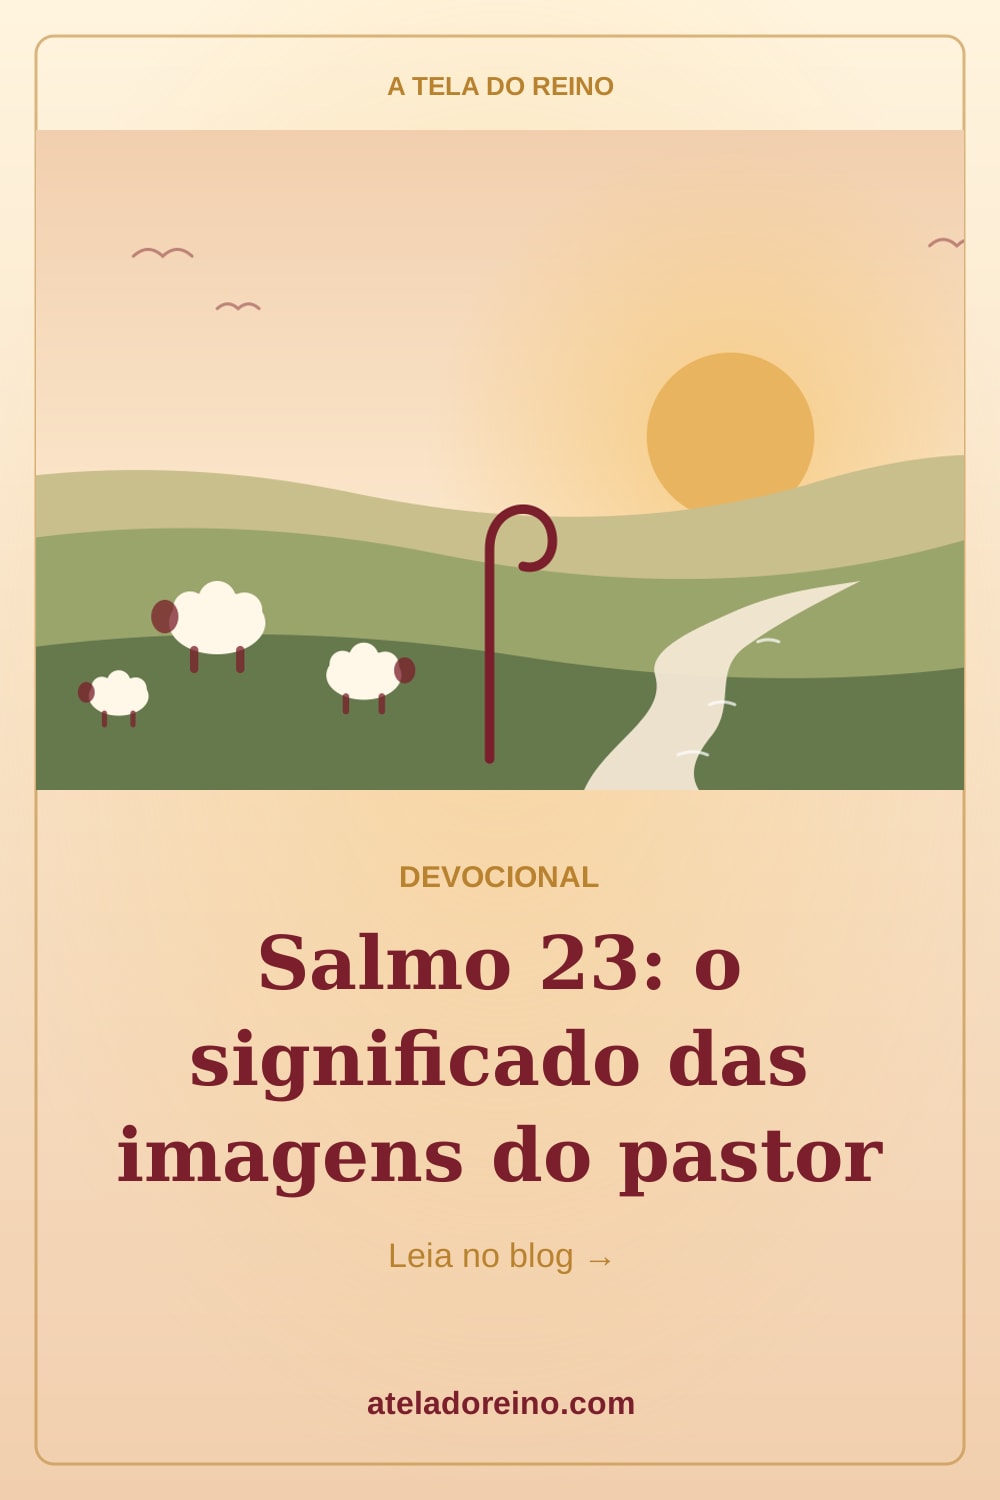 A TELA DO REINO
DEVOCIONAL
Salmo 23: o
significado das
imagens do pastor
Leia no blog →
ateladoreino.com